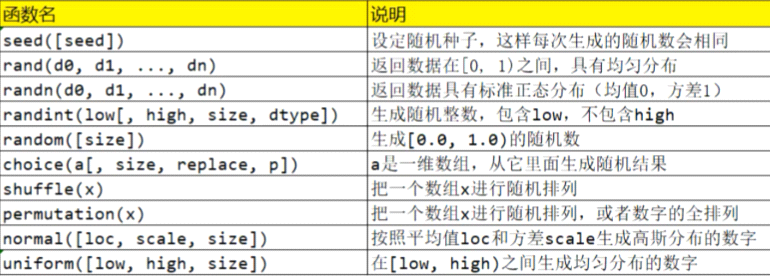 函数名 说明
seed([seed]) 设定随机种子，这样每次生成的随机数会相同
rand(d0, d1, ..., dn) 返回数据在[0, 1)之间，具有均匀分布
randn(d0, d1, ..., dn) 返回数据具有标准正态分布（均值0，方差1）
randint(low[, high, size, dtype]) 生成随机整数，包含low，不包含high
random([size]) 生成[0.0, 1.0)的随机数
choice(a[, size, replace, p]) a是一维数组，从它里面生成随机结果
shuffle(x) 把一个数组x进行随机排列
permutation(x) 把一个数组x进行随机排列，或者数字的全排列
normal([loc, scale, size]) 按照平均值loc和方差scale生成高斯分布的数字
uniform([low, high, size]) 在[low, high)之间生成均匀分布的数字